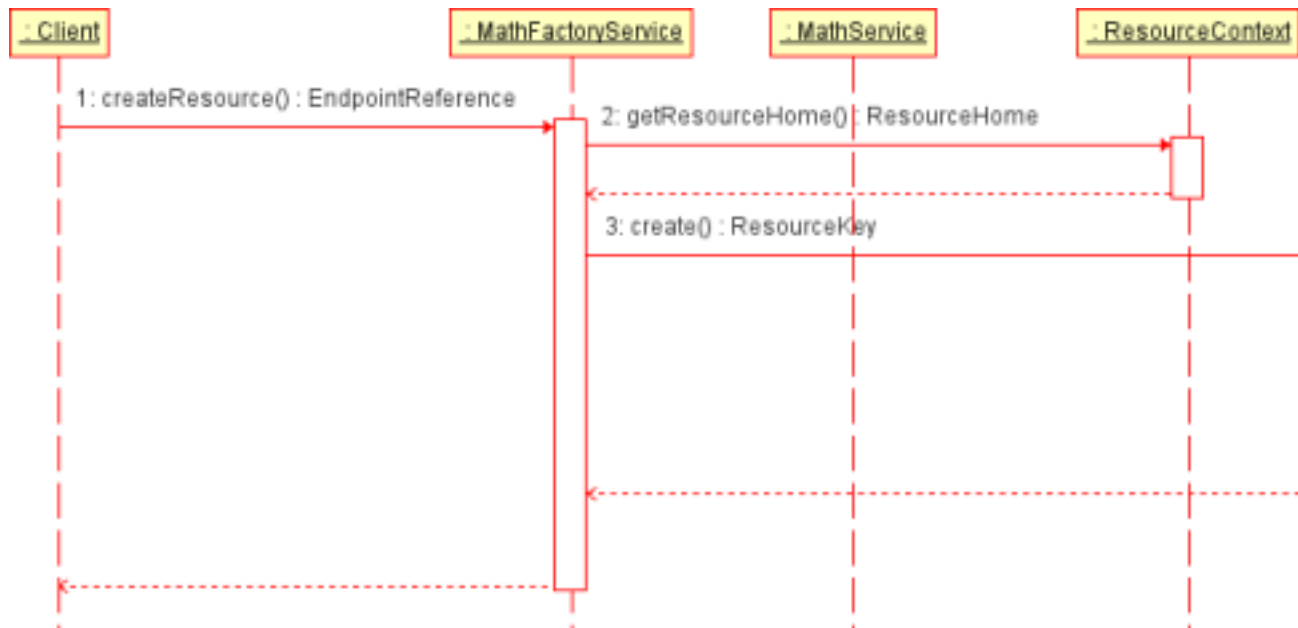 : Client
: MathFactoryService
: MathService
: ResourceContext
1: createResource() : EndpointReference
2: getResourceHome() : ResourceHome
3: create() : ResourceKey